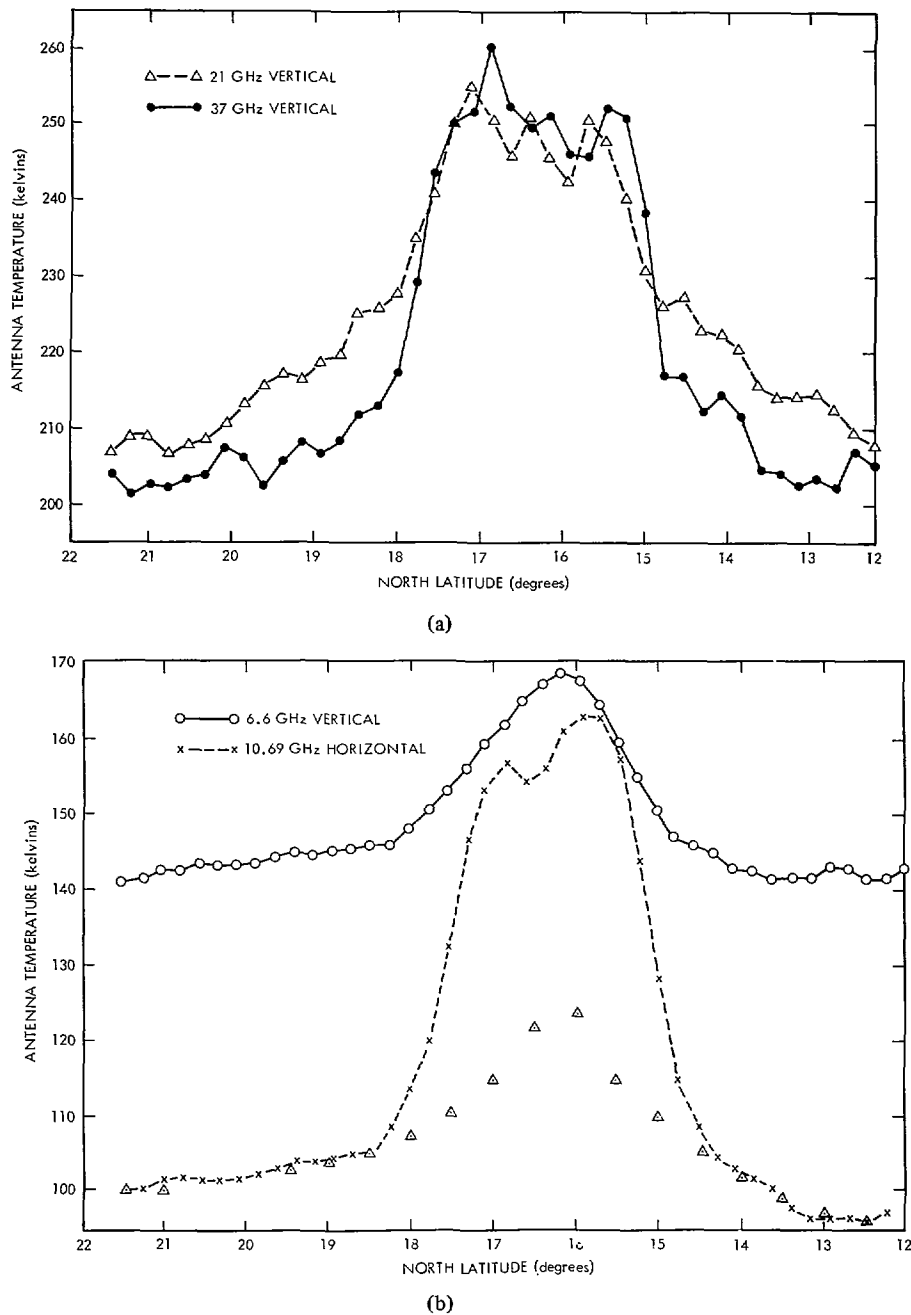 260
250
240
230
220
210
200
ANTENNA TEMPERATURE (kelvins)
21 GHz VERTICAL
37 GHz VERTICAL
22 21 20 19 18 17 16 15 14 13 12
NORTH LATITUDE (degrees)
(a)
170
160
150
140
130
120
110
100
ANTENNA TEMPERATURE (kelvins)
6.6 GHz VERTICAL
10.69 GHz HORIZONTAL
22 21 20 19 18 17 16 15 14 13 12
NORTH LATITUDE (degrees)
(b)